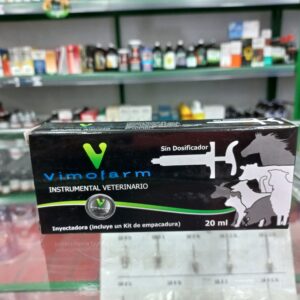 Sin Dosificador
Vimofarm
INSTRUMENTAL VETERINARIO
Inyectadora (incluye un Kit de empacadura)
20 ml